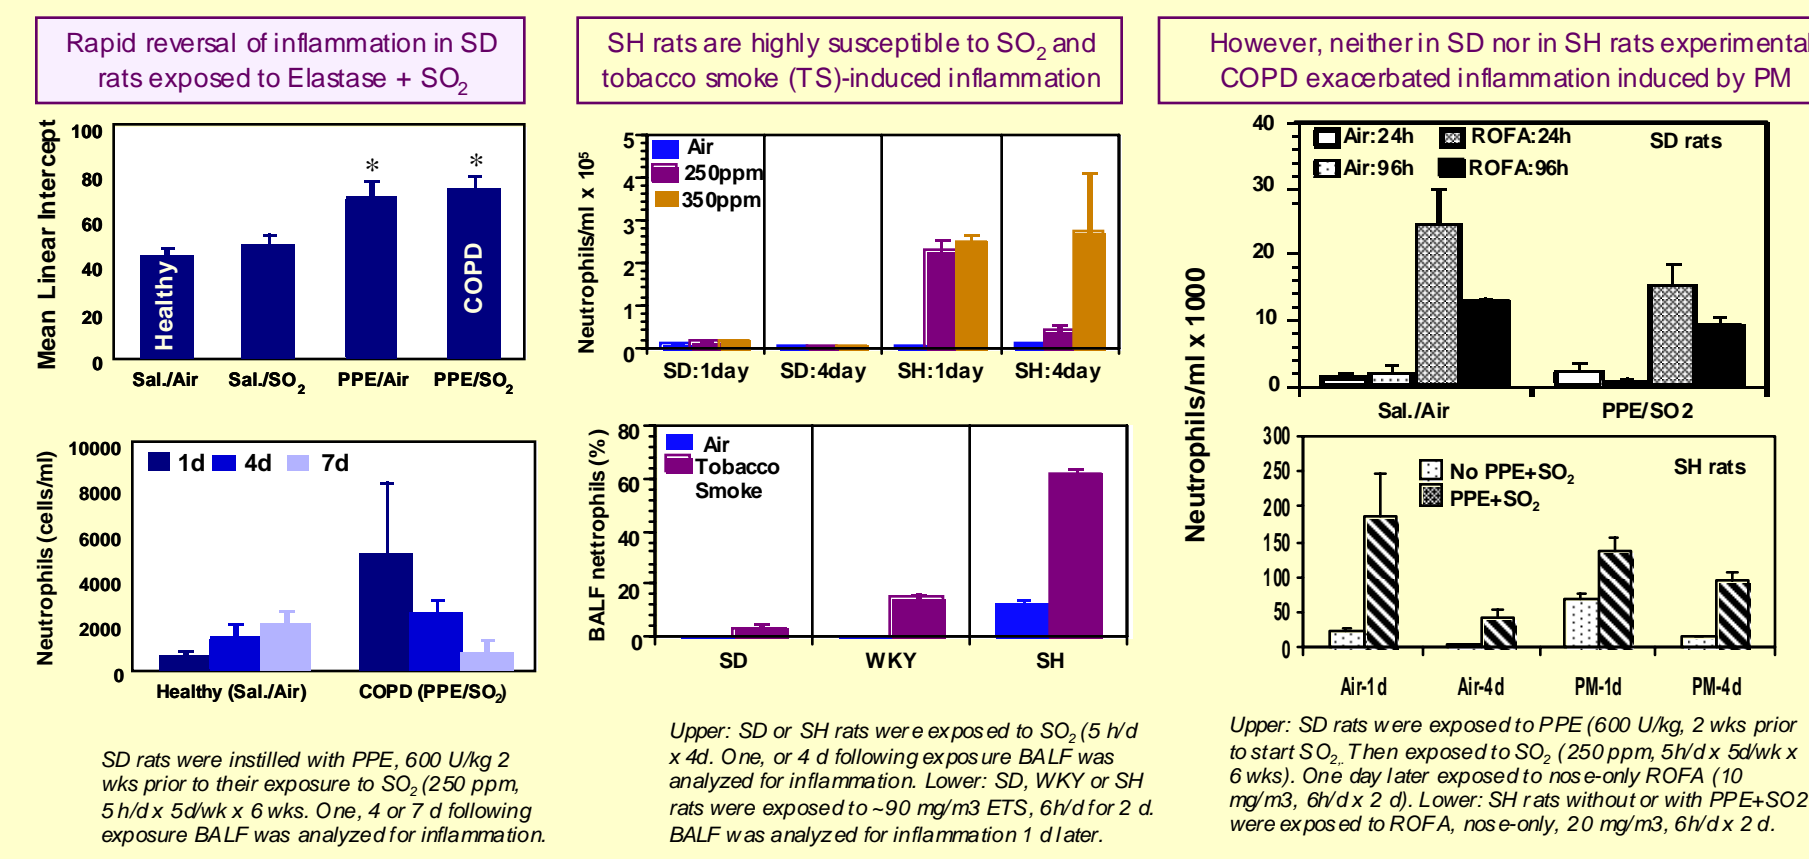 Rapid reversal of inflammation in SD
rats exposed to Elastase + SO2
Mean Linear Intercept
100
80
60
40
20
0
*
*
Healthy
COPD
Sal./Air
Sal./SO2
PPE/Air
PPE/SO2
Neutrophils (cells/ml)
10000
8000
6000
4000
2000
0
1d
4d
7d
Healthy (Sal./Air)
COPD (PPE/SO2)
SD rats were instilled with PPE, 600 U/kg 2
wks prior to their exposure to SO2 (250 ppm,
5 h/d x 5d/wk x 6 wks. One, 4 or 7 d following
exposure BALF was analyzed for inflammation.
SH rats are highly susceptible to SO2 and
tobacco smoke (TS)-induced inflammation
Neutrophils/ml x 10⁵
5
4
3
2
1
0
Air
250ppm
350ppm
SD:1day
SD:4day
SH:1day
SH:4day
BALF nettrophils (%)
80
60
40
20
0
Air
Tobacco
Smoke
SD
WKY
SH
Upper: SD or SH rats were exposed to SO2 (5 h/d
x 4d. One, or 4 d following exposure BALF was
analyzed for inflammation. Lower: SD, WKY or SH
rats were exposed to ~90 mg/m3 ETS, 6h/d for 2 d.
BALF was analyzed for inflammation 1 d later.
However, neither in SD nor in SH rats experimental
COPD exacerbated inflammation induced by PM
Neutrophils/ml x 1000
40
30
20
10
0
Air:24h
ROFA:24h
Air:96h
ROFA:96h
SD rats
Sal./Air
PPE/SO2
300
250
200
150
100
50
0
No PPE+SO2
PPE+SO2
SH rats
Air-1d
Air-4d
PM-1d
PM-4d
Upper: SD rats were exposed to PPE (600 U/kg, 2 wks prior
to start SO2,. Then exposed to SO2 (250 ppm, 5h/d x 5d/wk x
6 wks). One day later exposed to nose-only ROFA (10
mg/m3, 6h/d x 2 d). Lower: SH rats without or with PPE+SO2
were exposed to ROFA, nose-only, 20 mg/m3, 6h/d x 2 d.